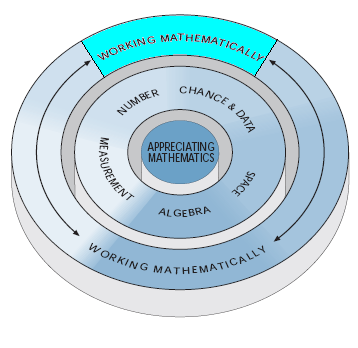 WORKING MATHEMATICALLY
NUMBER
CHANCE & DATA
MEASUREMENT
APPRECIATING
MATHEMATICS
SPACE
ALGEBRA
WORKING MATHEMATICALLY